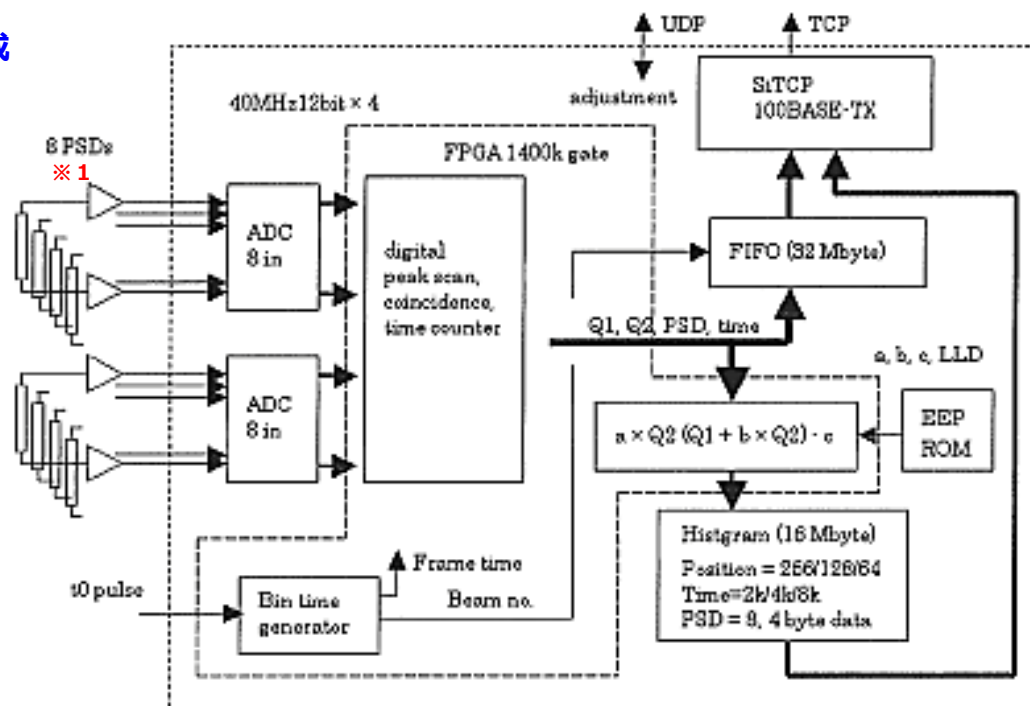 成
UDP
TCP
adjustment
SiTCP
100BASE-TX
40MHz12bit × 4
8 PSDs
※1
FPGA 1400k gate
ADC
8 in
digital
peak scan,
coincidence,
time counter
FIFO (32 Mbyte)
Q1, Q2, PSD, time
a, b, c, LLD
ADC
8 in
a × Q2 (Q1 + b × Q2) - c
EEP
ROM
Histgram (16 Mbyte)
Position = 256/128/64
Time=2k/4k/8k
PSD = 8, 4 byte data
t0 pulse
Frame time
Bin time
generator
Beam no.